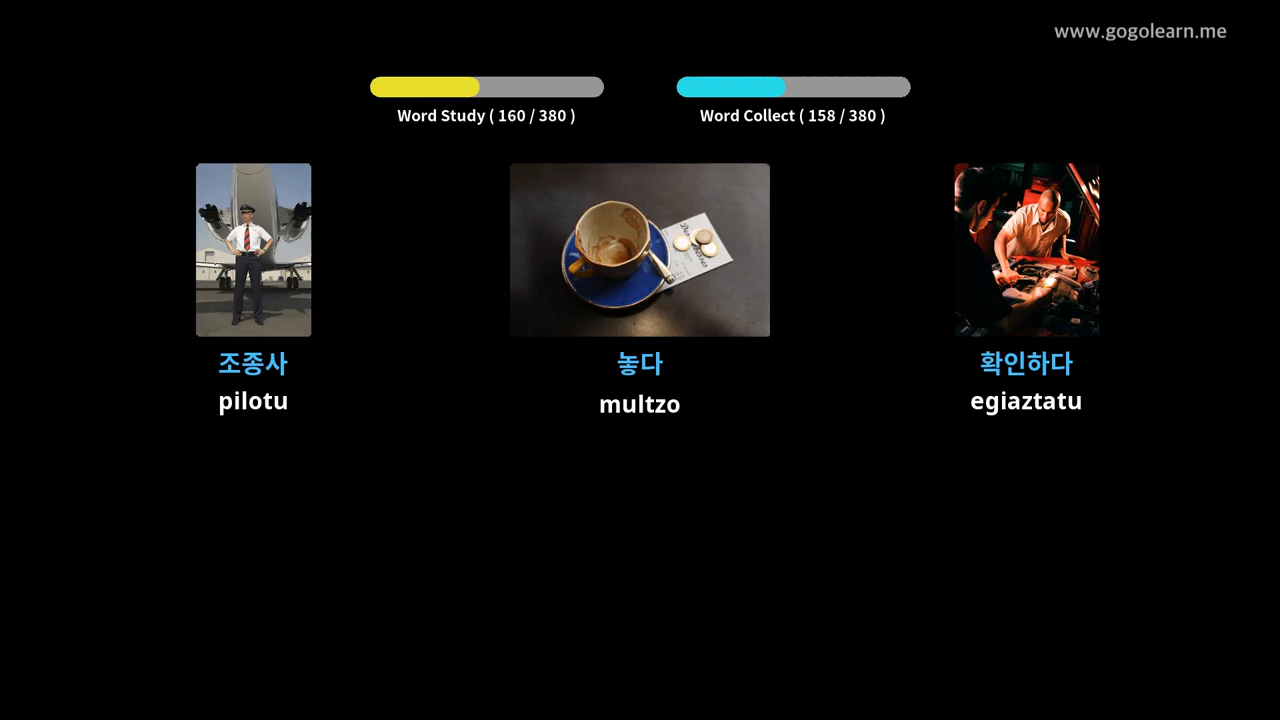 www.gogolearn.me
Word Study ( 160 / 380 )
Word Collect ( 158 / 380 )
조종사
놓다
확인하다
pilotu
multzo
egiaztatu